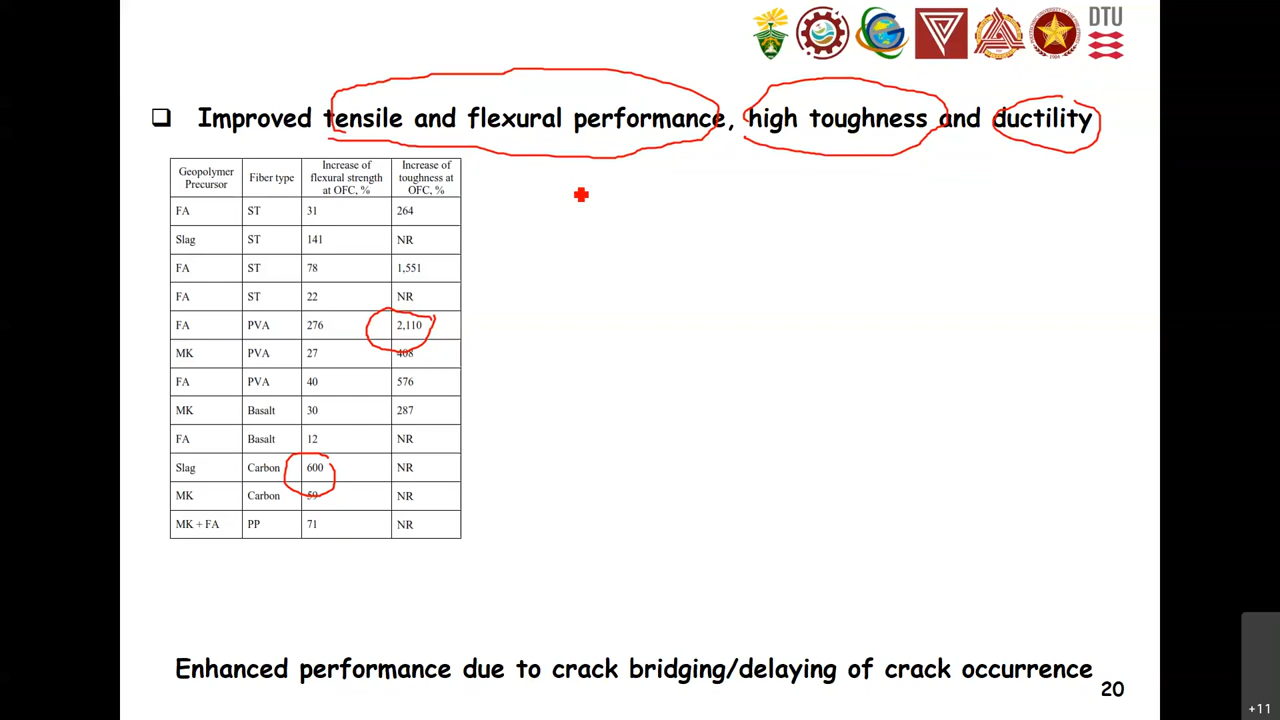 DTU
❑ Improved tensile and flexural performance, high toughness and ductility
Geopolymer Precursor Fiber type Increase of flexural strength at OFC, % Increase of toughness at OFC, %
FA ST 31 264
Slag ST 141 NR
FA ST 78 1,551
FA ST 22 NR
FA PVA 276 2,110
MK PVA 27 408
FA PVA 40 576
MK Basalt 30 287
FA Basalt 12 NR
Slag Carbon 600 NR
MK Carbon 59 NR
MK + FA PP 71 NR
Enhanced performance due to crack bridging/delaying of crack occurrence
20
+11